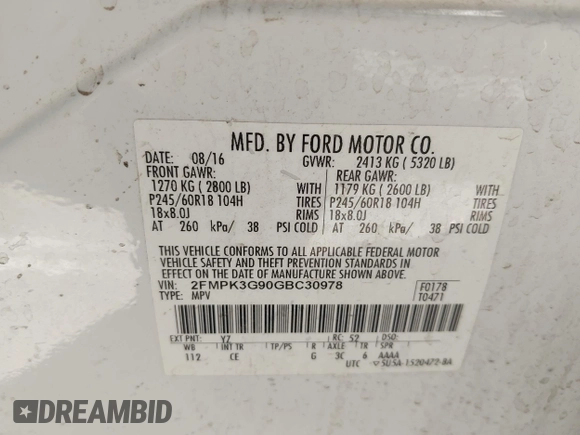 MFD. BY FORD MOTOR CO.
DATE: 08/16 GVWR: 2413 KG ( 5320 LB)
FRONT GAWR: REAR GAWR:
1270 KG ( 2800 LB) WITH 1179 KG ( 2600 LB) WITH
P245/60R18 104H TIRES P245/60R18 104H TIRES
18x8.0J RIMS 18x8.0J RIMS
AT 260 kPa/ 38 PSI COLD AT 260 kPa/ 38 PSI COLD
THIS VEHICLE CONFORMS TO ALL APPLICABLE FEDERAL MOTOR
VEHICLE SAFETY AND THEFT PREVENTION STANDARDS IN
EFFECT ON THE DATE OF MANUFACTURE SHOWN ABOVE.
VIN: 2FMPK3G90GBC30978 F0178
TYPE: MPV T0471
EXT PNT: YZ RC: 52 DSO:
WB INT TR TP/PS R AXLE TR SPR
112 CE G 3C 6 AAAA
UTC 5U5A-1520472-BA
DREAMBID